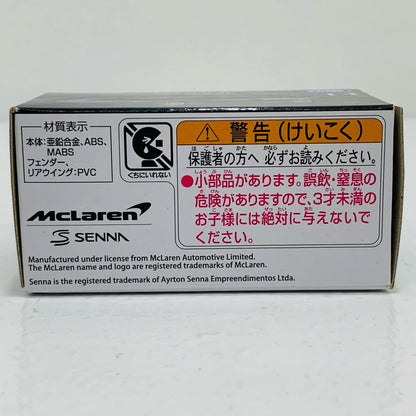 材質表示
本体:亜鉛合金、ABS、
MABS
フェンダー、
リアウイング:PVC
くちにいれない
McLaren
SENNA
警告(けいこく)
保護者の方へ 必ずお読みください。
●小部品があります。誤飲・窒息の
危険がありますので、3才未満の
お子様には絶対に与えないで
ください。
Manufactured under license from McLaren Automotive Limited.
The McLaren name and logo are registered trademarks of McLaren.
Senna is the registered trademark of Ayrton Senna Empreendimentos Ltda.